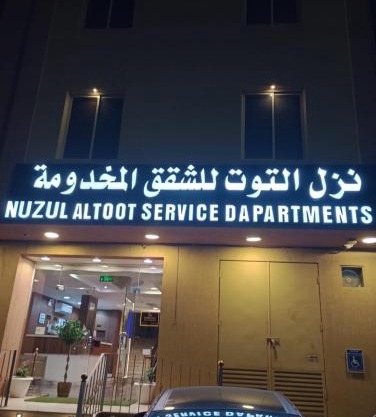 نزل التوت للشقق المخدومة
NUZUL ALTOOT SERVICE DAPARTMENTS